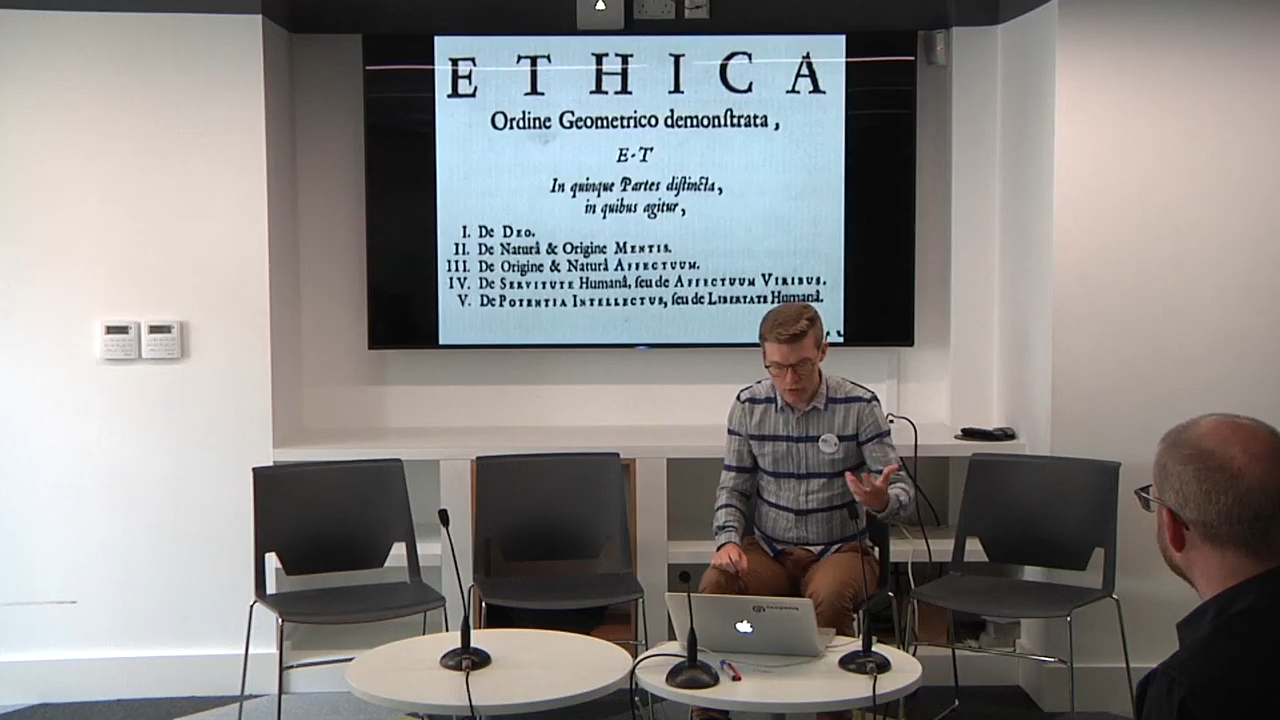 ETHICA
Ordine Geometrico demonſtrata,
ET
In quinque Partes diſtincta,
in quibus agitur,
I. De DEO.
II. De Naturâ & Origine MENTIS.
III. De Origine & Naturâ AFFECTUUM.
IV. De SERVITUTE Humanâ, ſeu de AFFECTUUM VIRIBUS.
V. De POTENTIA INTELLECTUS, ſeu de LIBERTATE Humanâ.